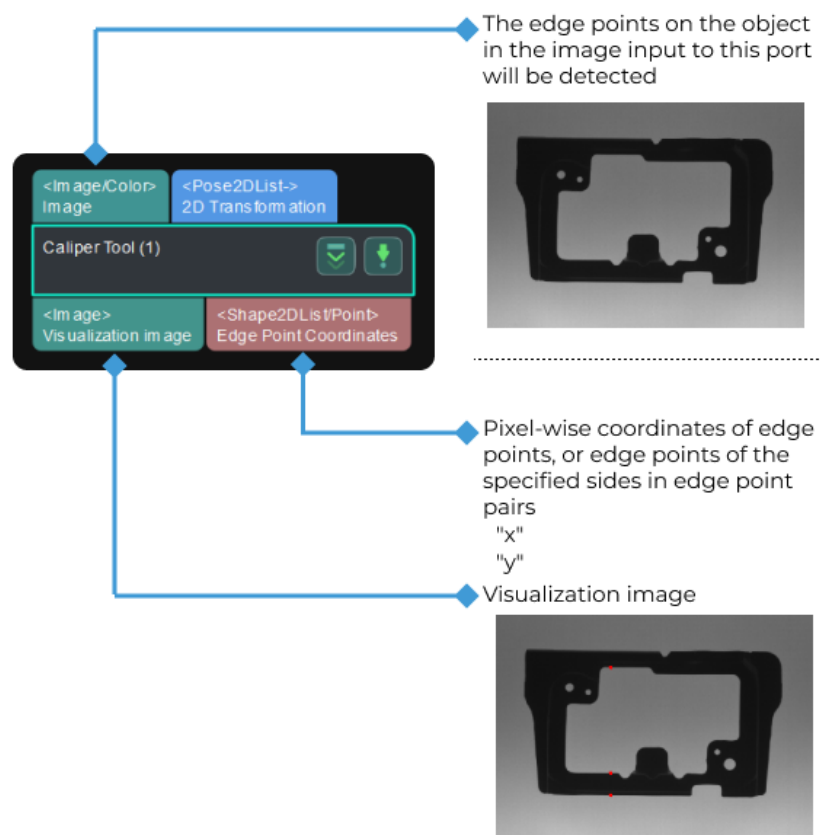 The edge points on the object
in the image input to this port
will be detected
<Image/Color>
Image
<Pose2DList->
2D Transformation
Caliper Tool (1)
<Image>
Visualization image
<Shape2DList/Point>
Edge Point Coordinates
Pixel-wise coordinates of edge
points, or edge points of the
specified sides in edge point
pairs
"x"
"y"
Visualization image